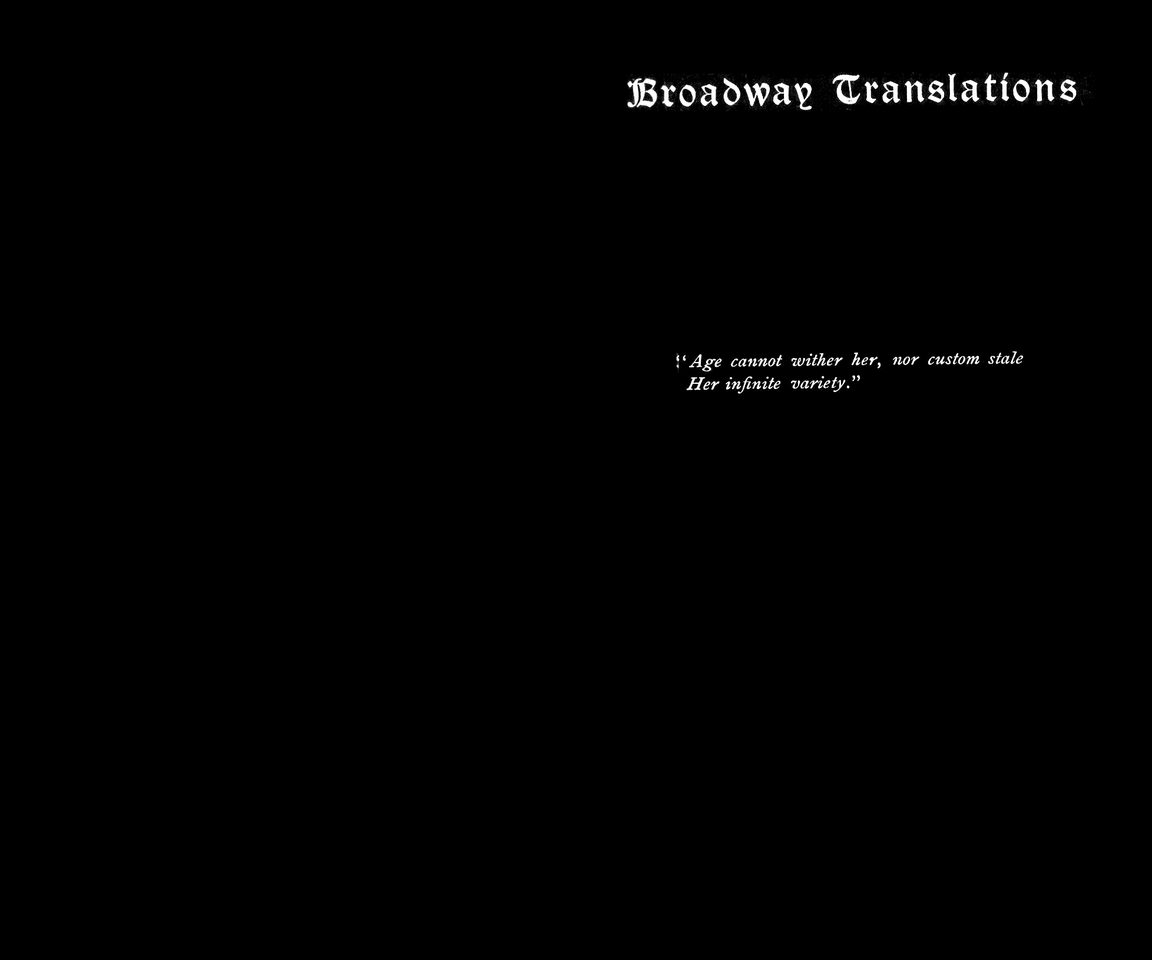 Broadway Translations
“Age cannot wither her, nor custom stale
Her infinite variety.”